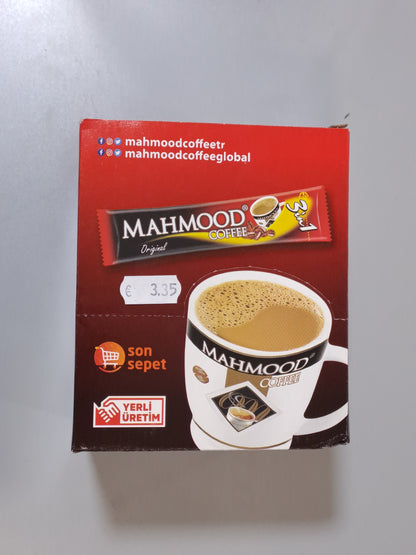 mahmoodcoffeetr
mahmoodcoffeeglobal
MAHMOOD®
COFFEE
3in1
Original
€ 3.35
MAHMOOD®
COFFEE
son
sepet
YERLİ
ÜRETİM